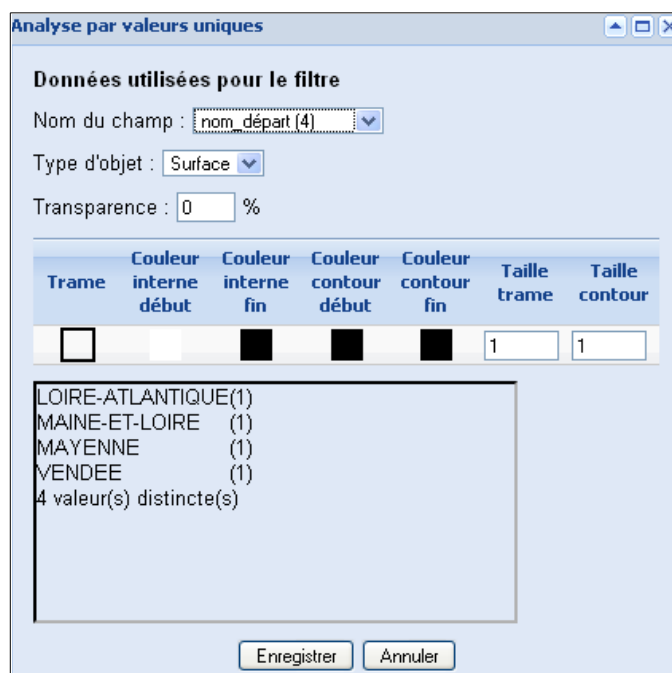 Analyse par valeurs uniques
Données utilisées pour le filtre
Nom du champ : nom_départ (4)
Type d'objet : Surface
Transparence : 0 %
Trame Couleur interne début Couleur interne fin Couleur contour début Couleur contour fin Taille trame Taille contour
1 1
LOIRE-ATLANTIQUE(1)
MAINE-ET-LOIRE (1)
MAYENNE (1)
VENDEE (1)
4 valeur(s) distincte(s)
Enregistrer Annuler